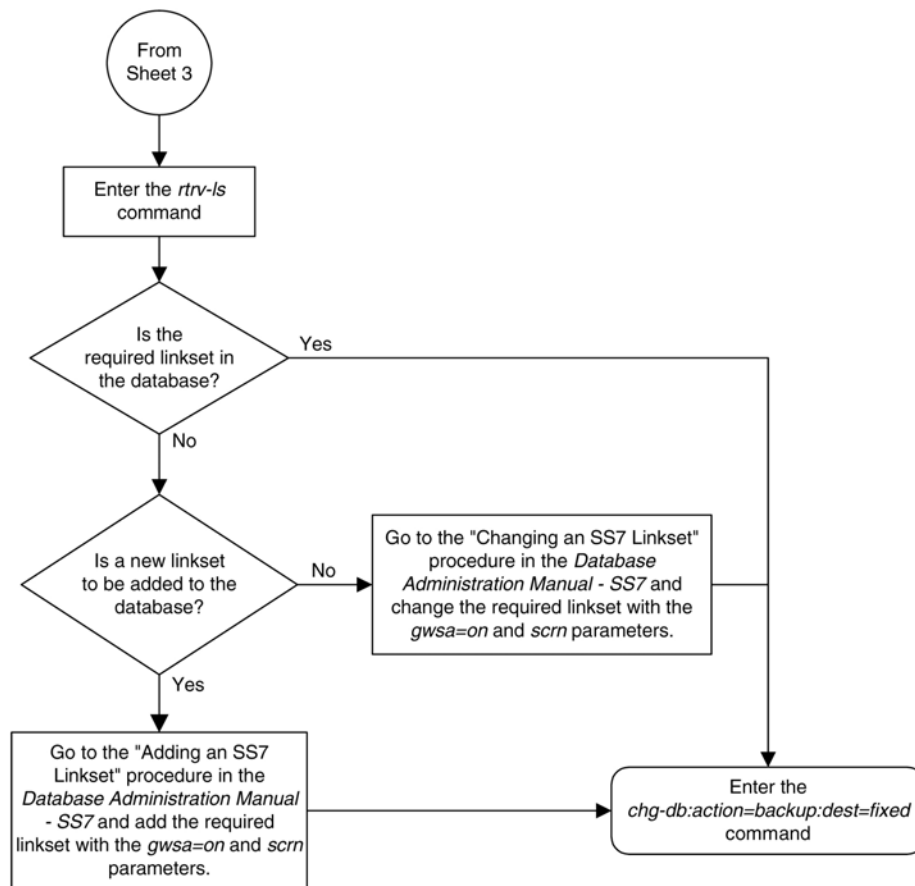 From
Sheet 3
Enter the rtrv-ls
command
Is the
required linkset in
the database?
Yes
No
Is a new linkset
to be added to the
database?
No
Go to the "Changing an SS7 Linkset"
procedure in the Database
Administration Manual - SS7 and
change the required linkset with the
gwsa=on and scrn parameters.
Yes
Go to the "Adding an SS7
Linkset" procedure in the
Database Administration Manual
- SS7 and add the required
linkset with the gwsa=on and scrn
parameters.
Enter the
chg-db:action=backup:dest=fixed
command